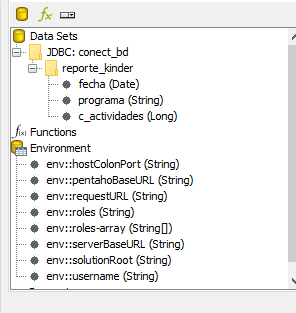 Data Sets
JDBC: conect_bd
reporte_kinder
fecha (Date)
programa (String)
c_actividades (Long)
Functions
Environment
env::hostColonPort (String)
env::pentahoBaseURL (String)
env::requestURL (String)
env::roles (String)
env::roles-array (String[])
env::serverBaseURL (String)
env::solutionRoot (String)
env::username (String)